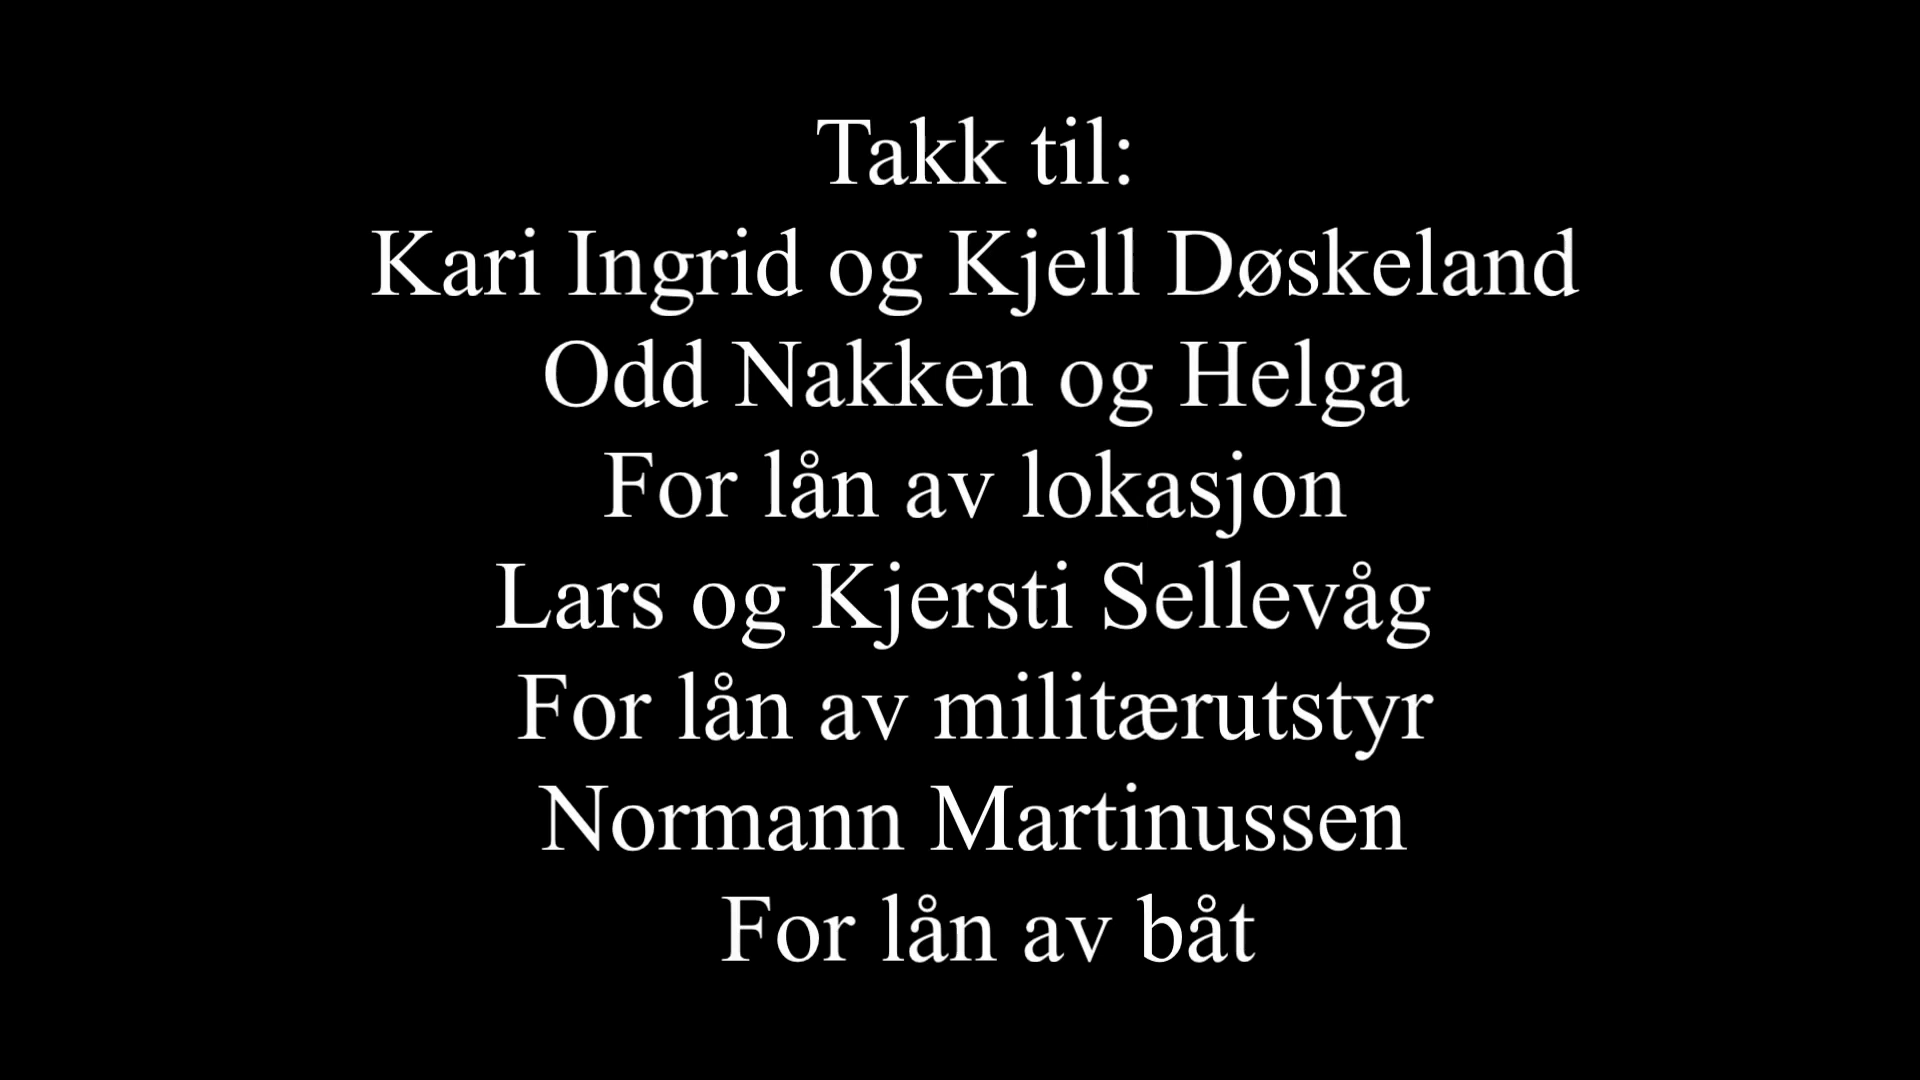 Takk til:
Kari Ingrid og Kjell Døskeland
Odd Nakken og Helga
For lån av lokasjon
Lars og Kjersti Sellevåg
For lån av militærutstyr
Normann Martinussen
For lån av båt